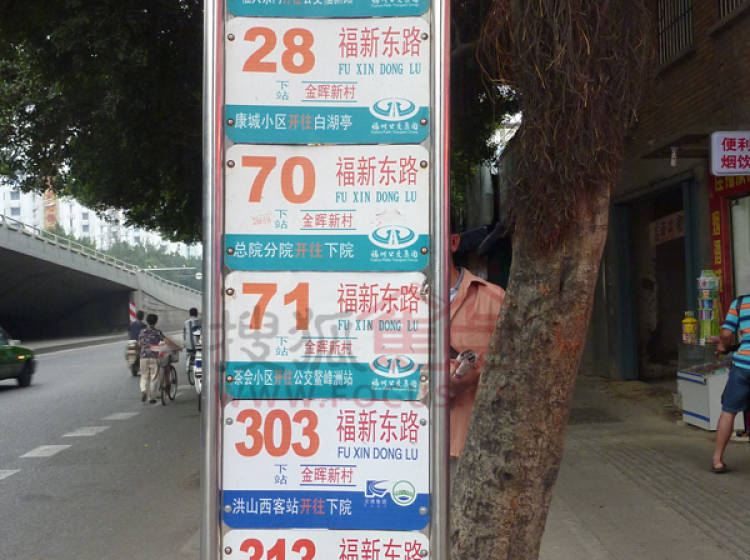 28 福新东路
FU XIN DONG LU
下站 金晖新村
康城小区开往白湖亭
福州公交集团
70 福新东路
FU XIN DONG LU
下站 金晖新村
总院分院开往下院
福州公交集团
71 福新东路
FU XIN DONG LU
下站 金晖新村
茶会小区开往公交鳌峰洲站
福州公交集团
搜狐焦点
303 福新东路
FU XIN DONG LU
下站 金晖新村
洪山西客站开往下院
313 福新东路
便利
烟饮